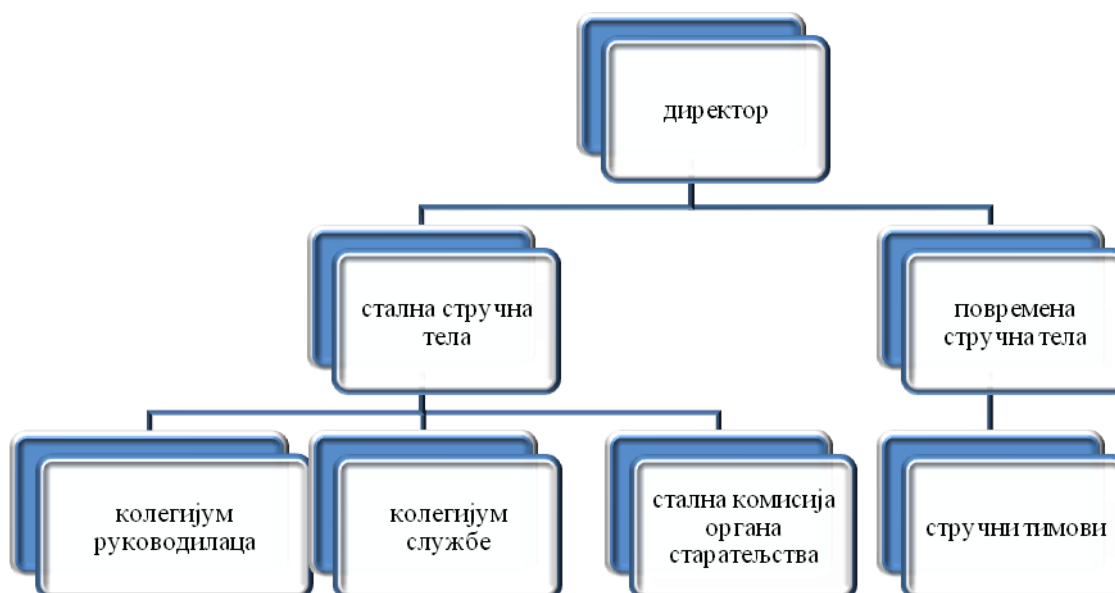 директор
стална стручна
тела
повремена
стручна тела
колегијум
руководилаца
колегијум
службе
стална комисија
органа
старатељства
стручни тимови